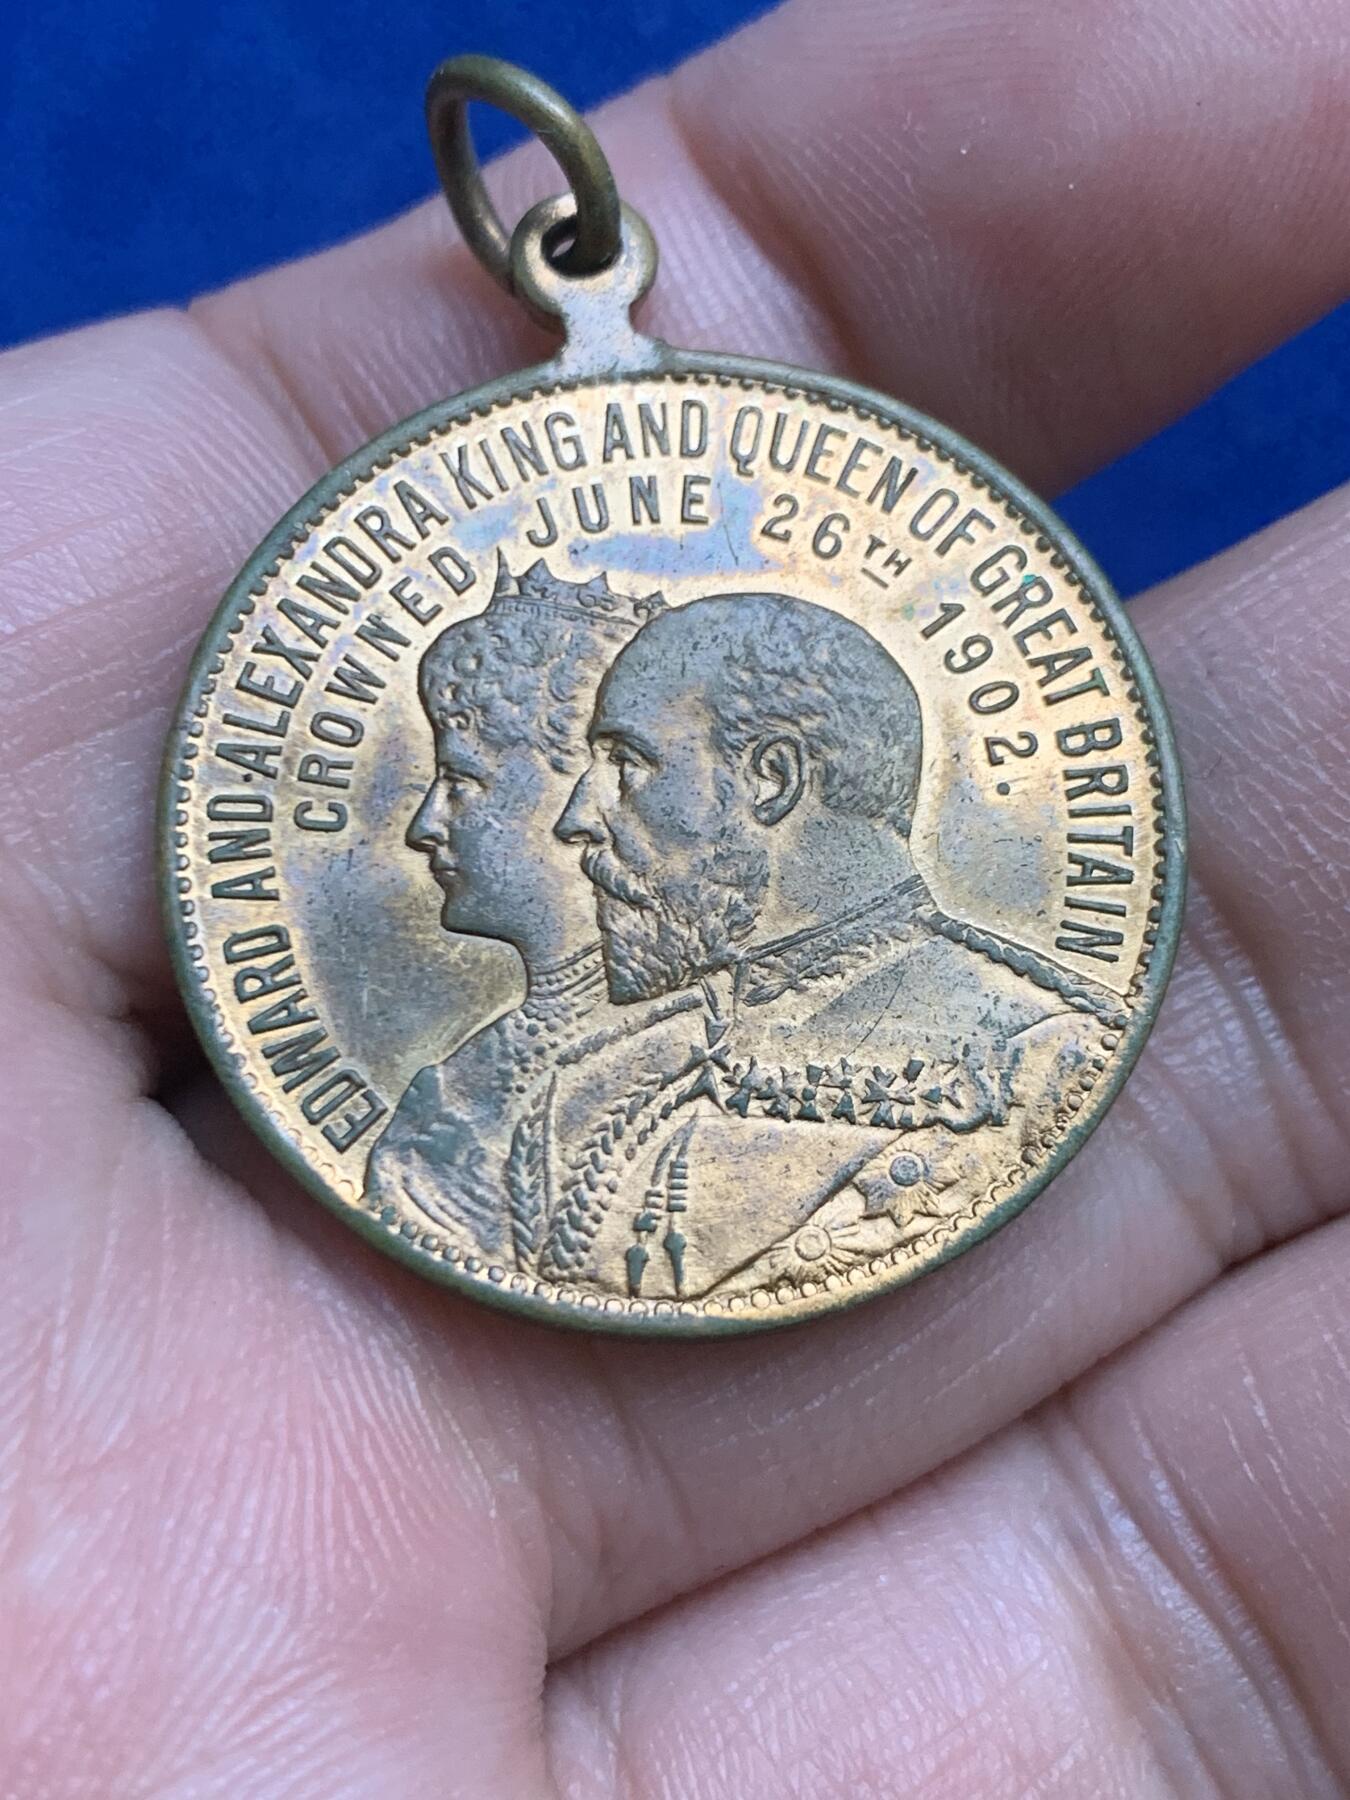 EDWARD AND ALEXANDRA KING AND QUEEN OF GREAT BRITAIN
CROWNED JUNE 26TH 1902.